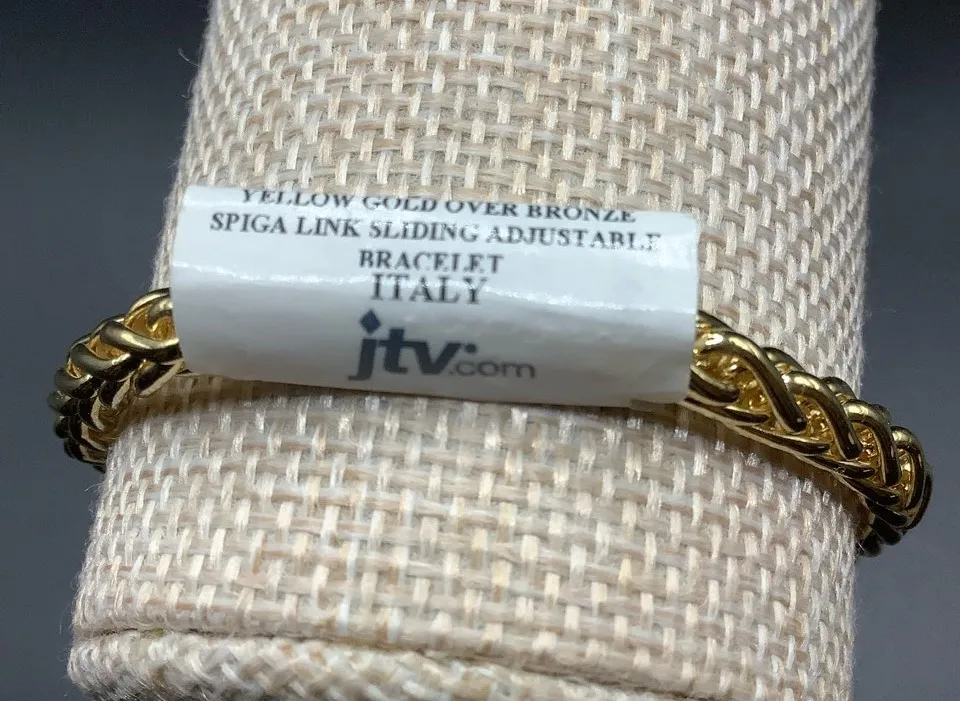 YELLOW GOLD OVER BRONZE
SPIGA LINK SLIDING ADJUSTABLE
BRACELET
ITALY
jtv.com